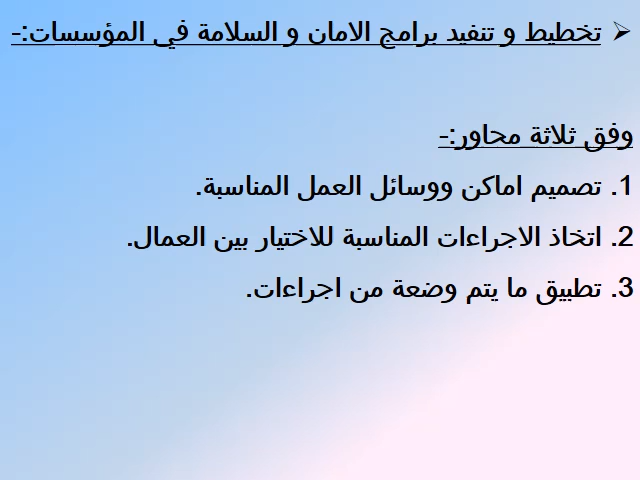 ➢ تخطيط و تنفيد برامج الامان و السلامة في المؤسسات:-
وفق ثلاثة محاور:-
1. تصميم اماكن ووسائل العمل المناسبة.
2. اتخاذ الاجراءات المناسبة للاختيار بين العمال.
3. تطبيق ما يتم وضعة من اجراءات.